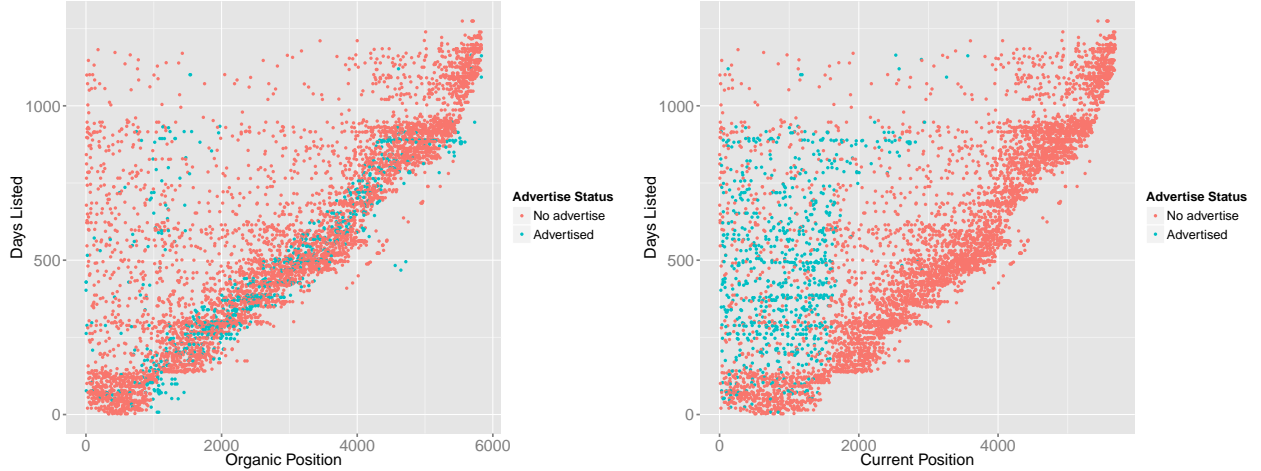 1000
500
0
Days Listed
0
2000
4000
6000
Organic Position
Advertise Status
No advertise
Advertised
1000
500
0
Days Listed
0
2000
4000
Current Position
Advertise Status
No advertise
Advertised